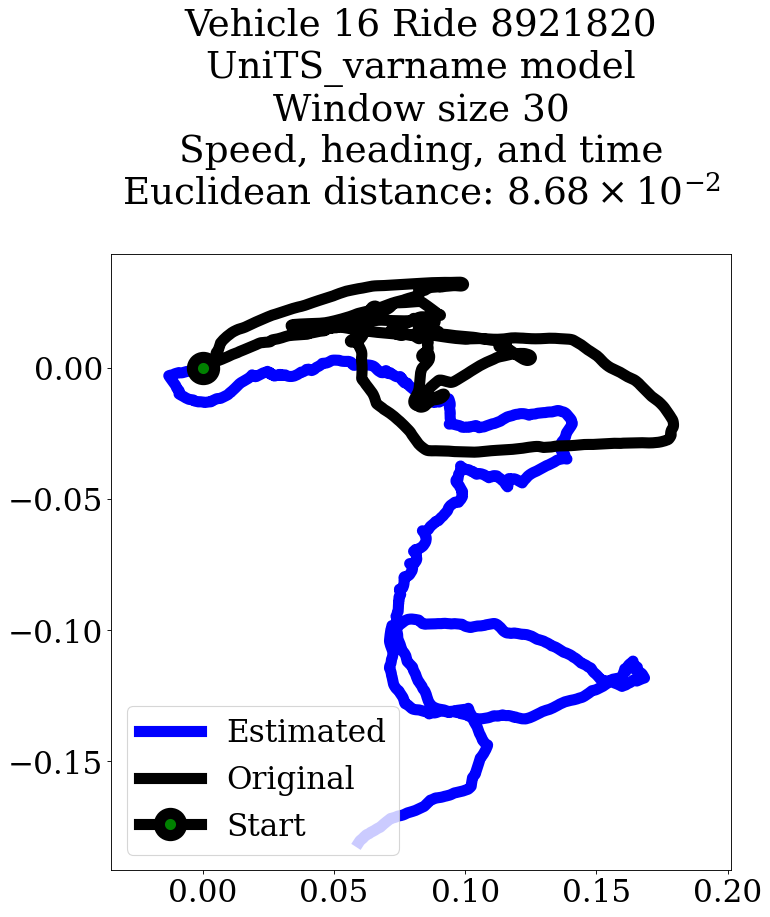 Vehicle 16 Ride 8921820
UniTS_varname model
Window size 30
Speed, heading, and time
Euclidean distance: 8.68 × 10⁻²
0.00
−0.05
−0.10
−0.15
Estimated
Original
Start
0.00 0.05 0.10 0.15 0.20